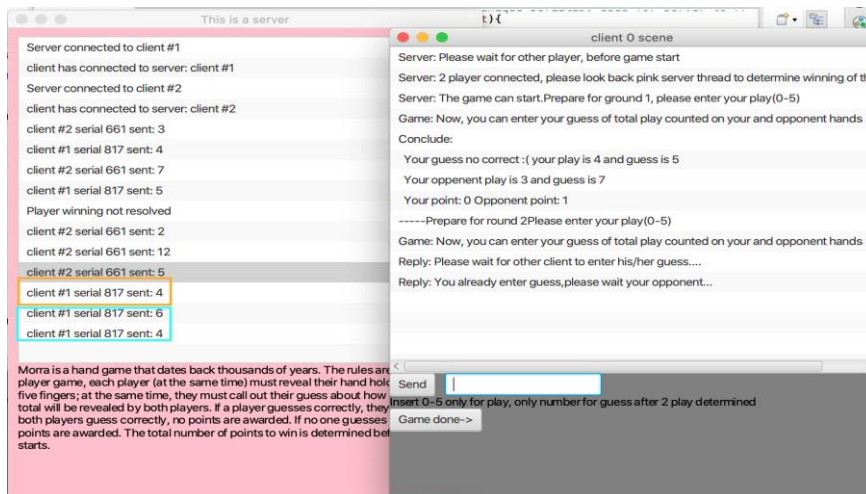 This is a server
t){
Server connected to client #1
client has connected to server: client #1
Server connected to client #2
client has connected to server: client #2
client #2 serial 661 sent: 3
client #1 serial 817 sent: 4
client #2 serial 661 sent: 7
client #1 serial 817 sent: 5
Player winning not resolved
client #2 serial 661 sent: 2
client #2 serial 661 sent: 12
client #2 serial 661 sent: 5
client #1 serial 817 sent: 4
client #1 serial 817 sent: 6
client #1 serial 817 sent: 4
Morra is a hand game that dates back thousands of years. The rules are
player game, each player (at the same time) must reveal their hand hold
five fingers; at the same time, they must call out their guess about how
total will be revealed by both players. If a player guesses correctly, they
both players guess correctly, no points are awarded. If no one guesses
points are awarded. The total number of points to win is determined bef
starts.
client 0 scene
Server: Please wait for other player, before game start
Server: 2 player connected, please look back pink server thread to determine winning of th
Server: The game can start.Prepare for ground 1, please enter your play(0-5)
Game: Now, you can enter your guess of total play counted on your and opponent hands
Conclude:
Your guess no correct :( your play is 4 and guess is 5
Your oppenent play is 3 and guess is 7
Your point: 0 Opponent point: 1
-----Prepare for round 2Please enter your play(0-5)
Game: Now, you can enter your guess of total play counted on your and opponent hands
Reply: Please wait for other client to enter his/her guess....
Reply: You already enter guess,please wait your opponent...
Send
Insert 0-5 only for play, only number for guess after 2 play determined
Game done->